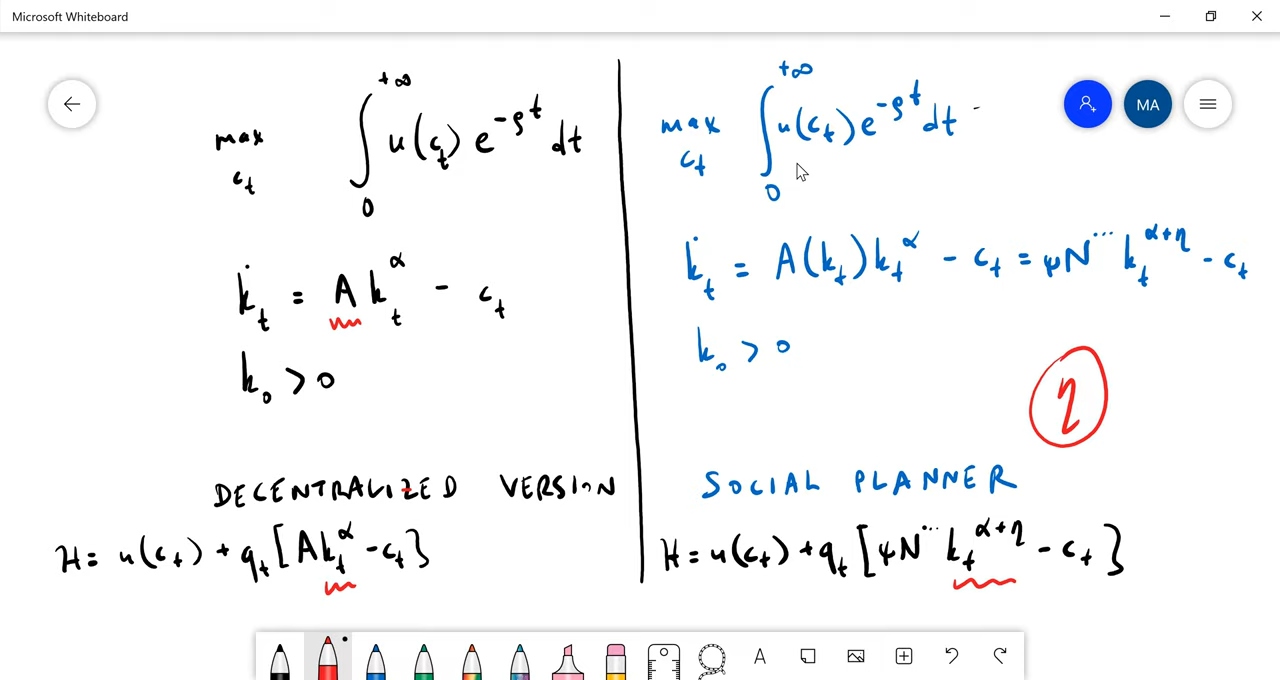 Microsoft Whiteboard
MA
max c_t ∫_0^{+∞} u(c_t) e^{-ρt} dt
k̇_t = A k_t^α - c_t
k_0 > 0
DECENTRALIZED VERSION
H = u(c_t) + q_t [A k_t^α - c_t}
max c_t ∫_0^{+∞} u(c_t) e^{-ρt} dt
k̇_t = A(k_t) k_t^α - c_t = ψN^{...} k_t^{α+η} - c_t
k_0 > 0
η
SOCIAL PLANNER
H = u(c_t) + q_t [ψN^{...} k_t^{α+η} - c_t}
A